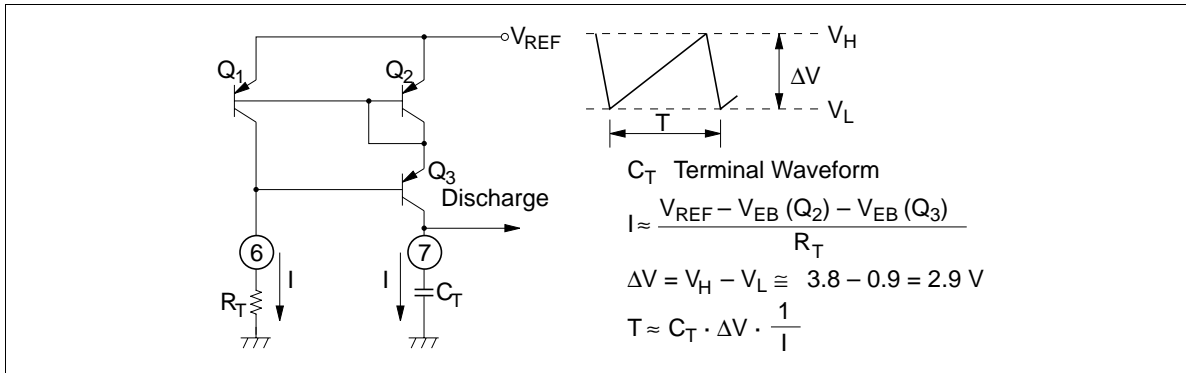 V_REF
Q_1
Q_2
Q_3
Discharge
6
7
I
I
R_T
C_T
V_H
ΔV
V_L
T
C_T Terminal Waveform
I ≈ (V_REF – V_EB (Q_2) – V_EB (Q_3)) / R_T
ΔV = V_H – V_L ≅ 3.8 – 0.9 = 2.9 V
T ≈ C_T · ΔV · 1 / I